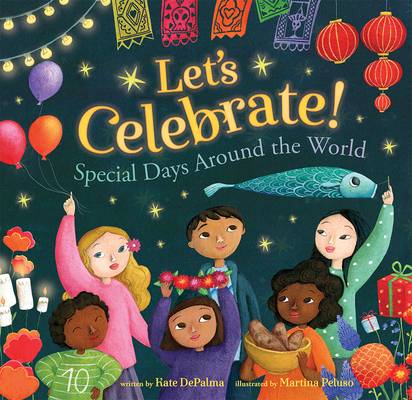 Let's
Celebrate!
Special Days Around the World
10
written by Kate DePalma illustrated by Martina Peluso